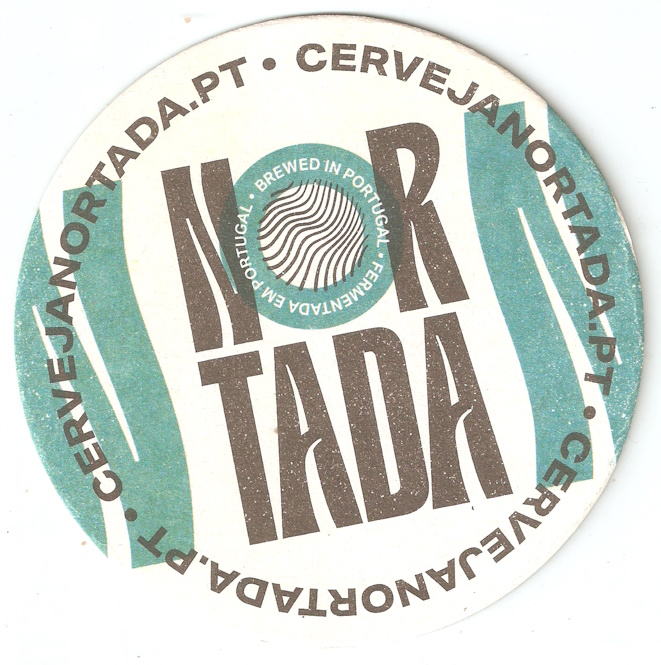 CERVEJANORTADA.PT • CERVEJANORTADA.PT • CERVEJANORTADA.PT •
NOR
TADA
BREWED IN PORTUGAL • FERMENTADA EM PORTUGAL •